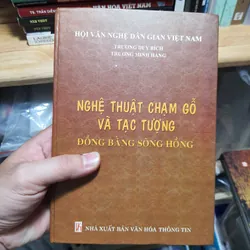 HỘI VĂN NGHỆ DÂN GIAN VIỆT NAM
TRƯƠNG DUY BÍCH
TRƯƠNG MINH HẰNG
NGHỆ THUẬT CHẠM GỖ
VÀ TẠC TƯỢNG
ĐỒNG BẰNG SÔNG HỒNG
NHÀ XUẤT BẢN VĂN HÓA THÔNG TIN